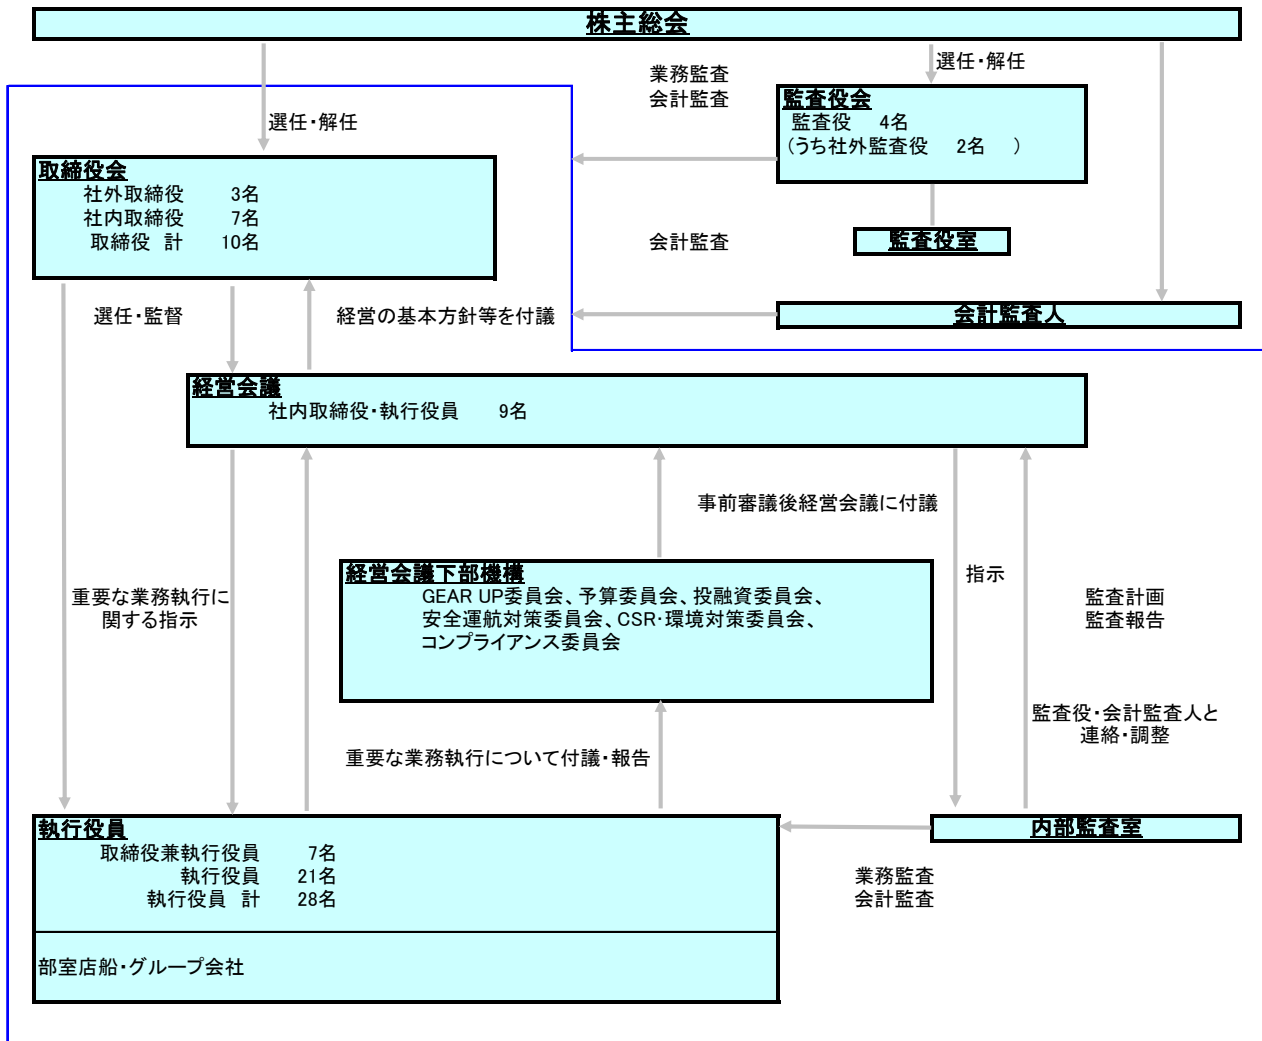 株主総会
選任・解任
業務監査
会計監査
監査役会
監査役 4名
(うち社外監査役 2名 )
選任・解任
取締役会
社外取締役 3名
社内取締役 7名
取締役 計 10名
会計監査
監査役室
選任・監督
経営の基本方針等を付議
会計監査人
経営会議
社内取締役・執行役員 9名
事前審議後経営会議に付議
経営会議下部機構
GEAR UP委員会、予算委員会、投融資委員会、
安全運航対策委員会、CSR・環境対策委員会、
コンプライアンス委員会
指示
重要な業務執行に
関する指示
監査計画
監査報告
監査役・会計監査人と
連絡・調整
重要な業務執行について付議・報告
執行役員
取締役兼執行役員 7名
執行役員 21名
執行役員 計 28名
内部監査室
業務監査
会計監査
部室店船・グループ会社